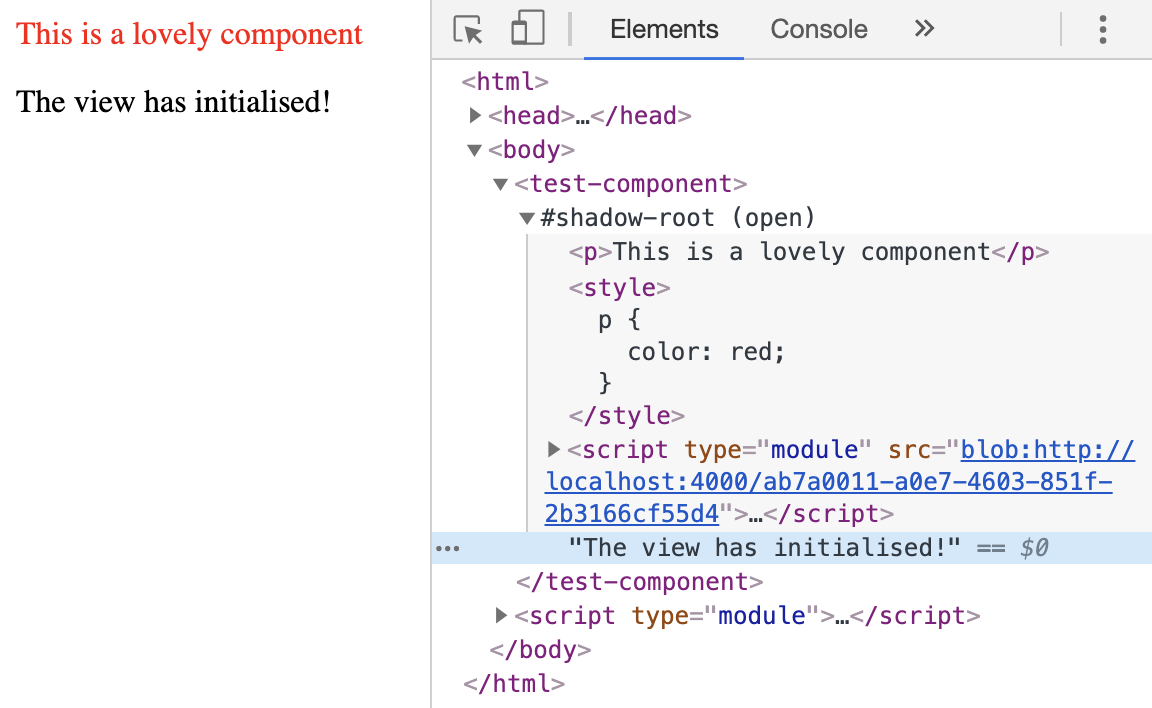 This is a lovely component
The view has initialised!
Elements Console »
<html>
<head>…</head>
<body>
<test-component>
#shadow-root (open)
<p>This is a lovely component</p>
<style>
p {
color: red;
}
</style>
<script type="module" src="blob:http://
localhost:4000/ab7a0011-a0e7-4603-851f-
2b3166cf55d4">…</script>
"The view has initialised!" == $0
</test-component>
<script type="module">…</script>
</body>
</html>